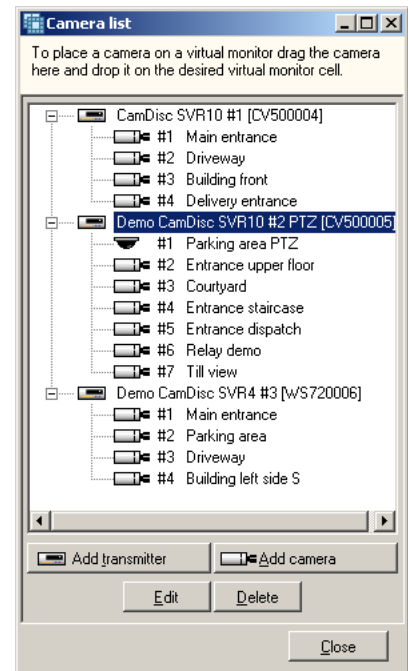 Camera list
To place a camera on a virtual monitor drag the camera
here and drop it on the desired virtual monitor cell.
CamDisc SVR10 #1 [CV500004]
#1 Main entrance
#2 Driveway
#3 Building front
#4 Delivery entrance
Demo CamDisc SVR10 #2 PTZ [CV500005]
#1 Parking area PTZ
#2 Entrance upper floor
#3 Courtyard
#4 Entrance staircase
#5 Entrance dispatch
#6 Relay demo
#7 Till view
Demo CamDisc SVR4 #3 [WS720006]
#1 Main entrance
#2 Parking area
#3 Driveway
#4 Building left side S
Add transmitter Add camera
Edit Delete
Close